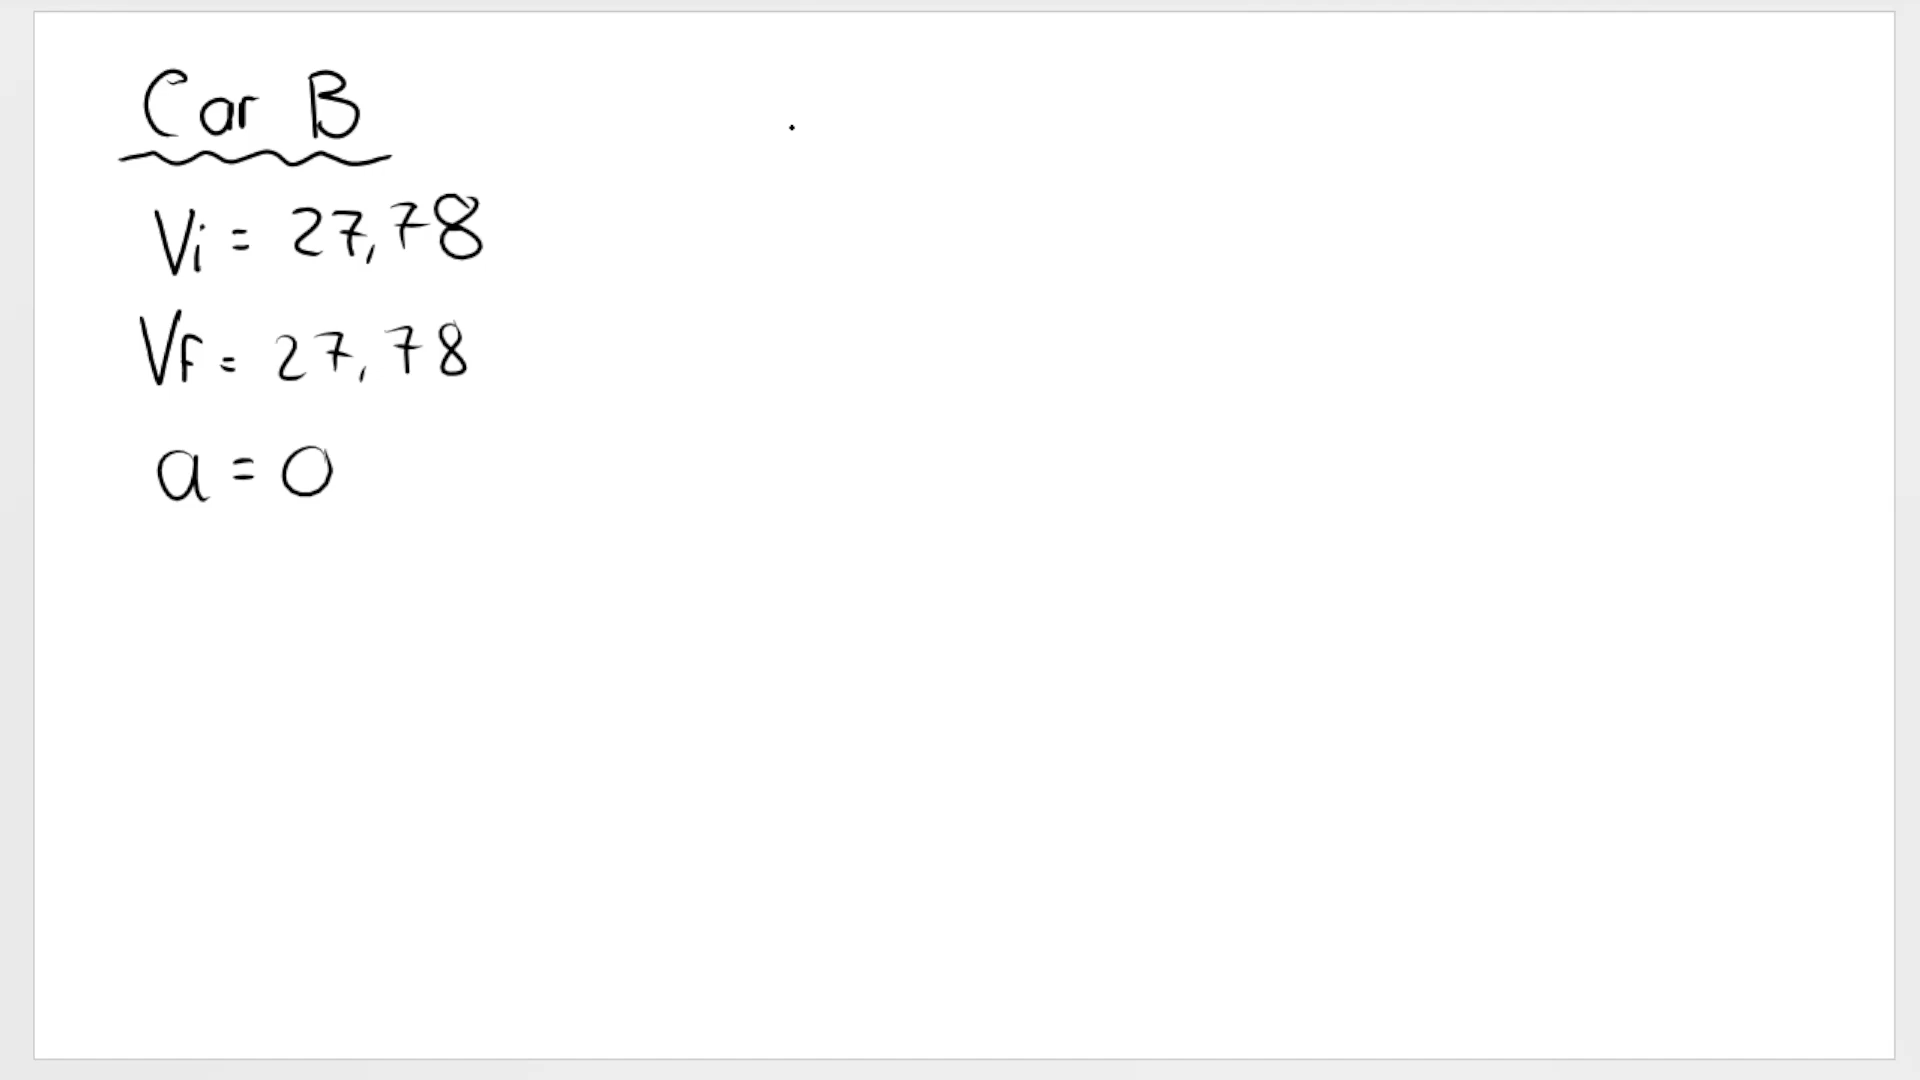 Car B
Vi = 27,78
Vf = 27,78
a = 0